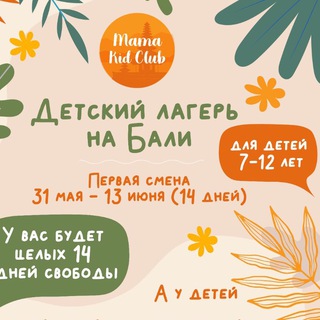 Mama
Kid Club
Детский лагерь
на Бали
для детей
7-12 лет
Первая смена
31 мая – 13 июня (14 дней)
У вас будет
целых 14
дней свободы
А у детей